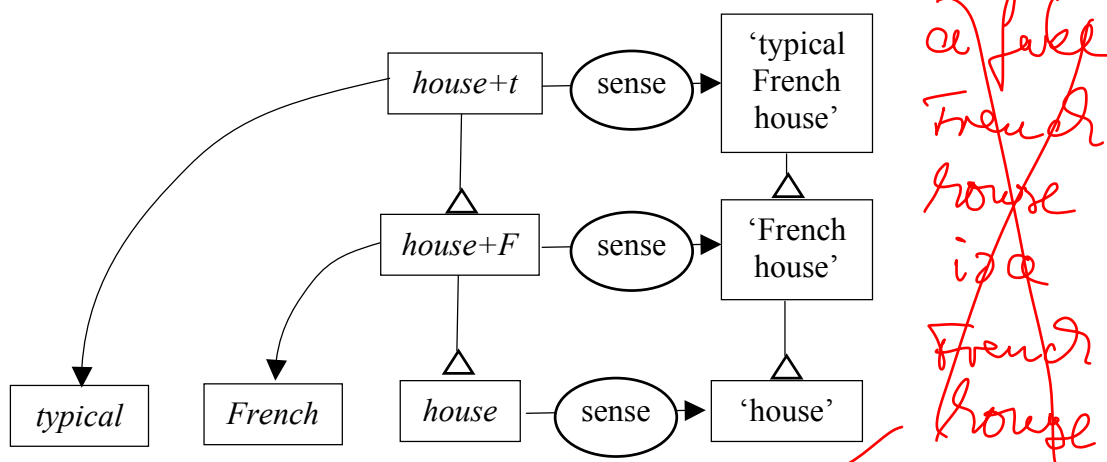 house+t
sense
‘typical
French
house’
house+F
sense
‘French
house’
typical
French
house
sense
‘house’
a fake
French
house
is a
French
house